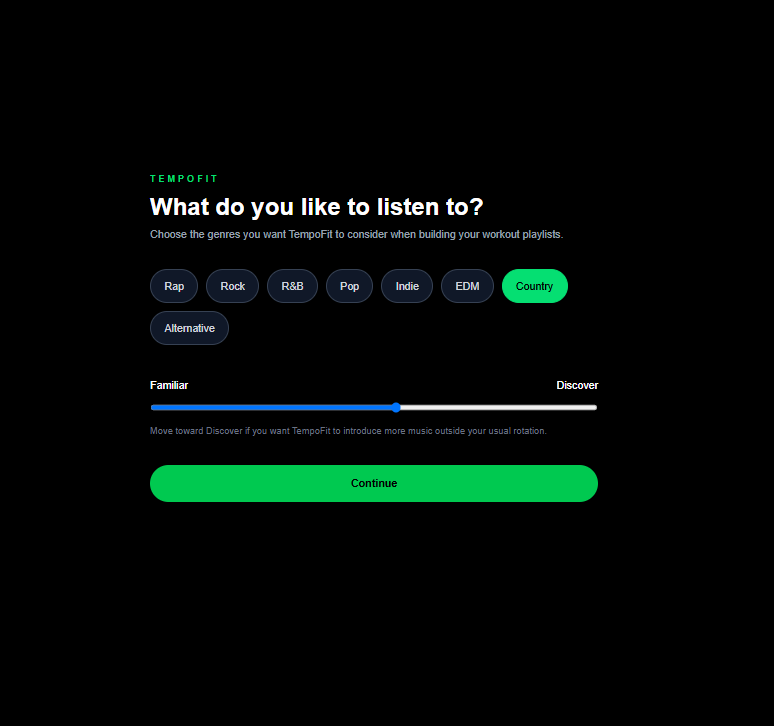 TEMPOFIT
What do you like to listen to?
Choose the genres you want TempoFit to consider when building your workout playlists.
Rap Rock R&B Pop Indie EDM Country
Alternative
Familiar Discover
Move toward Discover if you want TempoFit to introduce more music outside your usual rotation.
Continue